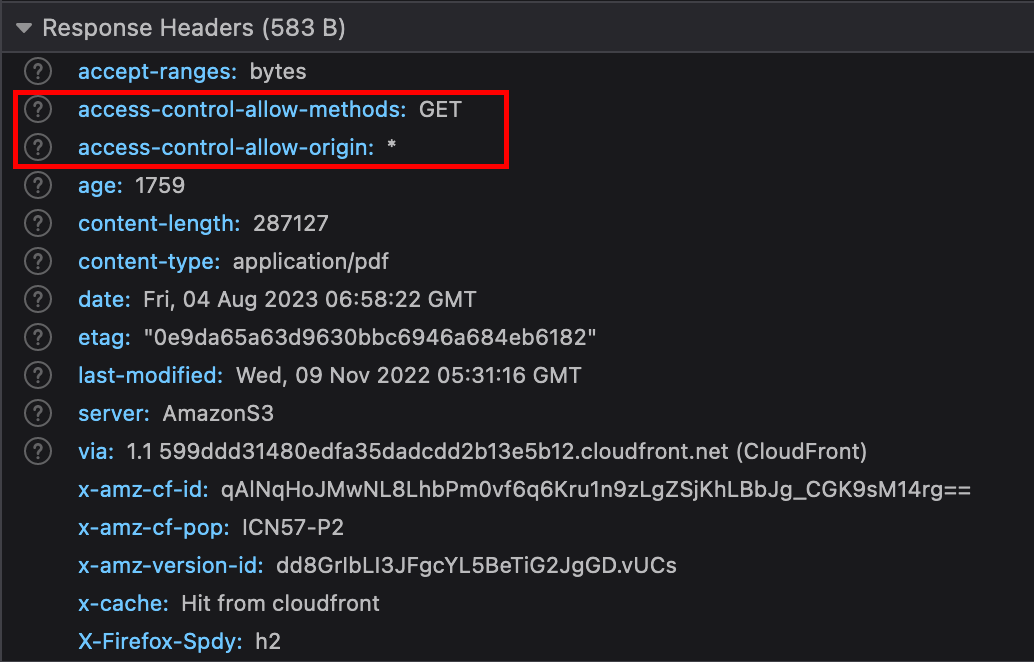 Response Headers (583 B)
? accept-ranges: bytes
? access-control-allow-methods: GET
? access-control-allow-origin: *
? age: 1759
? content-length: 287127
? content-type: application/pdf
? date: Fri, 04 Aug 2023 06:58:22 GMT
? etag: "0e9da65a63d9630bbc6946a684eb6182"
? last-modified: Wed, 09 Nov 2022 05:31:16 GMT
? server: AmazonS3
? via: 1.1 599ddd31480edfa35dadcdd2b13e5b12.cloudfront.net (CloudFront)
x-amz-cf-id: qAlNqHoJMwNL8LhbPm0vf6q6Kru1n9zLgZSjKhLBbJg_CGK9sM14rg==
x-amz-cf-pop: ICN57-P2
x-amz-version-id: dd8GrIbLI3JFgcYL5BeTiG2JgGD.vUCs
x-cache: Hit from cloudfront
X-Firefox-Spdy: h2